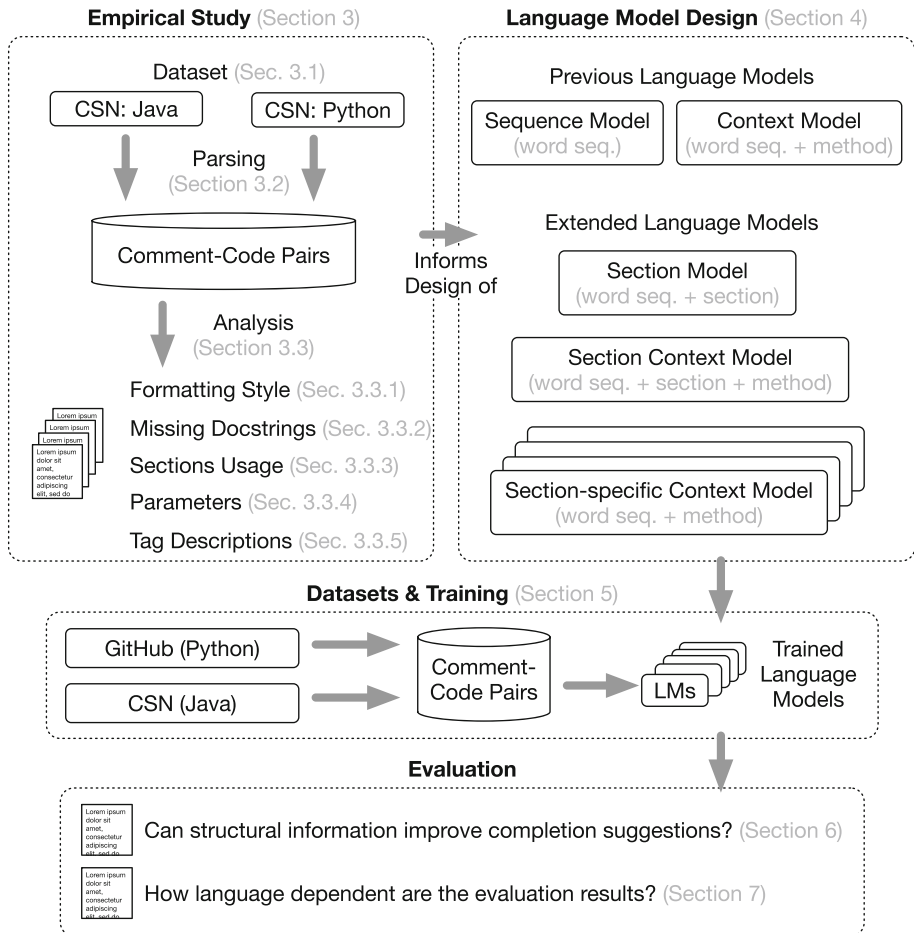 Empirical Study (Section 3)
Dataset (Sec. 3.1)
CSN: Java
CSN: Python
Parsing
(Section 3.2)
Comment-Code Pairs
Analysis
(Section 3.3)
Formatting Style (Sec. 3.3.1)
Missing Docstrings (Sec. 3.3.2)
Sections Usage (Sec. 3.3.3)
Parameters (Sec. 3.3.4)
Tag Descriptions (Sec. 3.3.5)
Lorem ipsum
Lorem ipsum
Lorem ipsum
Lorem ipsum
dolor sit
amet,
consectetur
adipiscing
elit, sed do
Informs
Design of
Language Model Design (Section 4)
Previous Language Models
Sequence Model
(word seq.)
Context Model
(word seq. + method)
Extended Language Models
Section Model
(word seq. + section)
Section Context Model
(word seq. + section + method)
Section-specific Context Model
(word seq. + method)
Datasets & Training (Section 5)
GitHub (Python)
CSN (Java)
Comment-
Code Pairs
LMs
Trained
Language
Models
Evaluation
Lorem ipsum
dolor sit
amet,
consectetur
adipiscing
elit, sed do
Can structural information improve completion suggestions? (Section 6)
Lorem ipsum
dolor sit
amet,
consectetur
adipiscing
elit, sed do
How language dependent are the evaluation results? (Section 7)